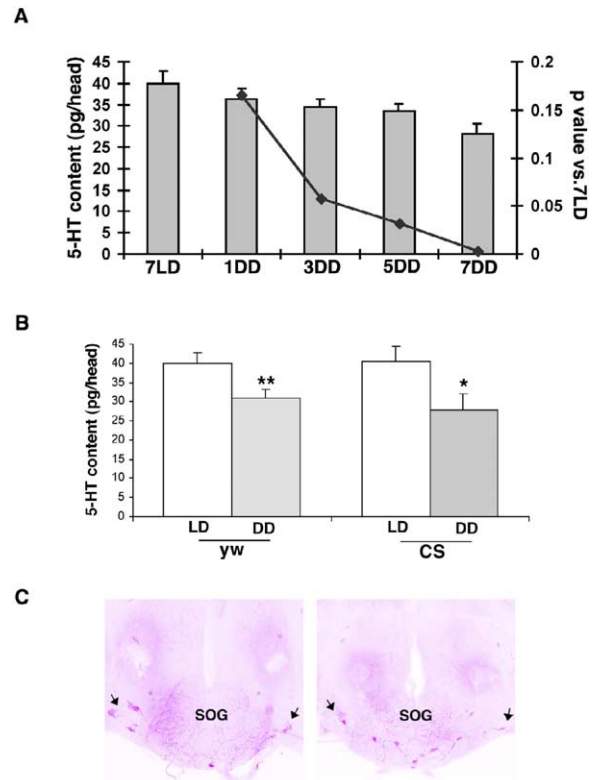 A
5-HT content (pg/head)
45
40
35
30
25
20
15
10
5
0
7LD 1DD 3DD 5DD 7DD
0.2
0.15
0.1
0.05
0
p value vs.7LD
B
5-HT content (pg/head)
45
40
35
30
25
20
15
10
5
0
** *
LD DD LD DD
yw CS
C
SOG SOG